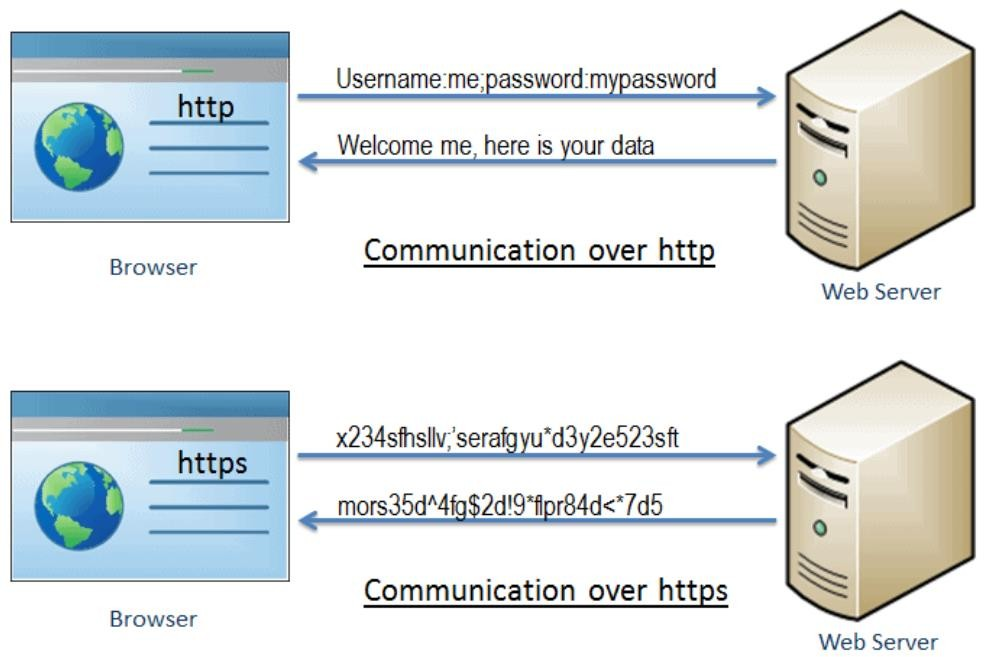 http
Username:me;password:mypassword
Welcome me, here is your data
Communication over http
Browser
Web Server
https
x234sfhsllv;'serafgyu*d3y2e523sft
mors35d^4fg$2d!9*flpr84d<*7d5
Communication over https
Browser
Web Server